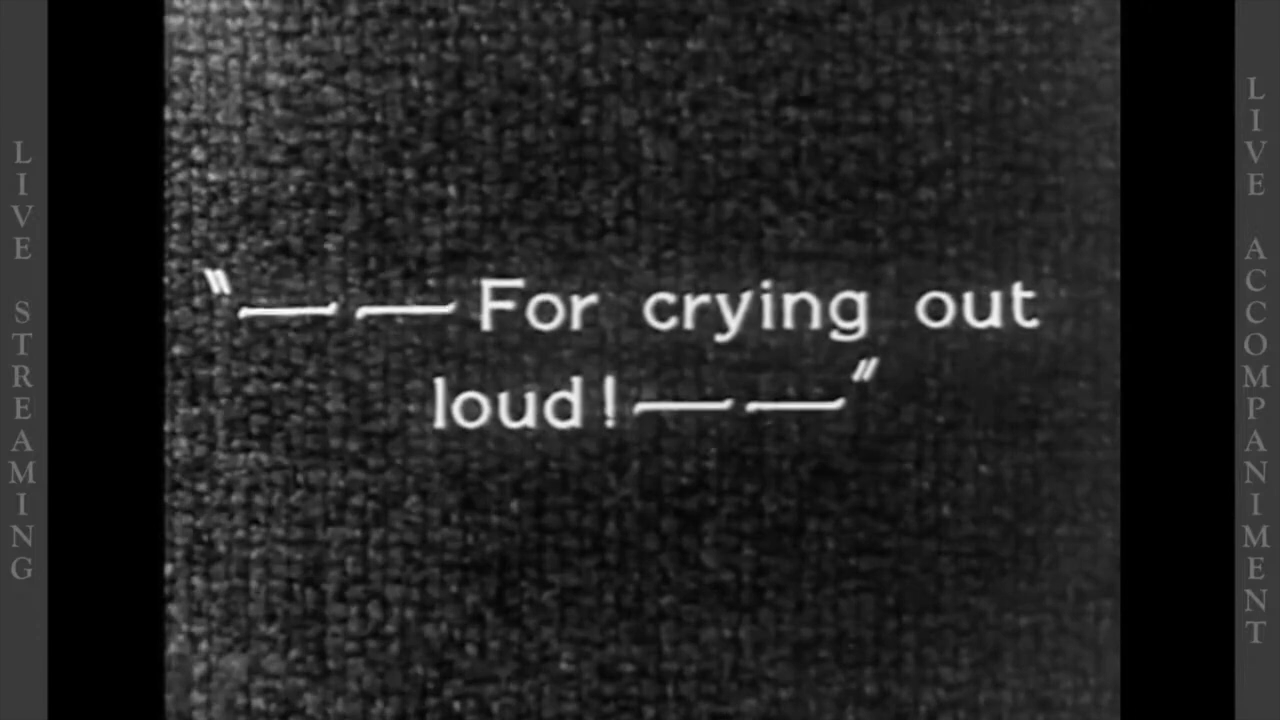 LIVE STREAMING
"— — For crying out
loud! — —"
LIVE ACCOMPANIMENT